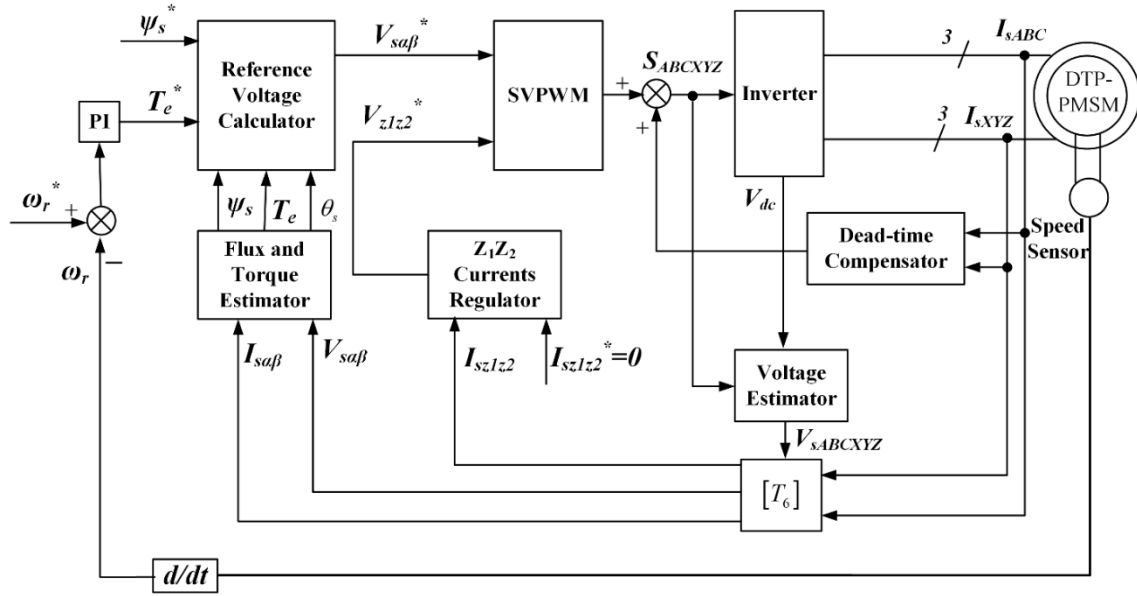 ψs*
Te*
PI
ωr*
+
ωr
−
Reference
Voltage
Calculator
ψs
Te
θs
Flux and
Torque
Estimator
Isαβ
Vsαβ
Vsαβ*
Vz1z2*
SVPWM
Z1Z2
Currents
Regulator
Isz1z2
Isz1z2*=0
+
SABCXYZ
+
Inverter
Vdc
3
IsABC
3
IsXYZ
DTP-
PMSM
Speed
Sensor
Dead-time
Compensator
Voltage
Estimator
VsABCXYZ
[T6]
d/dt